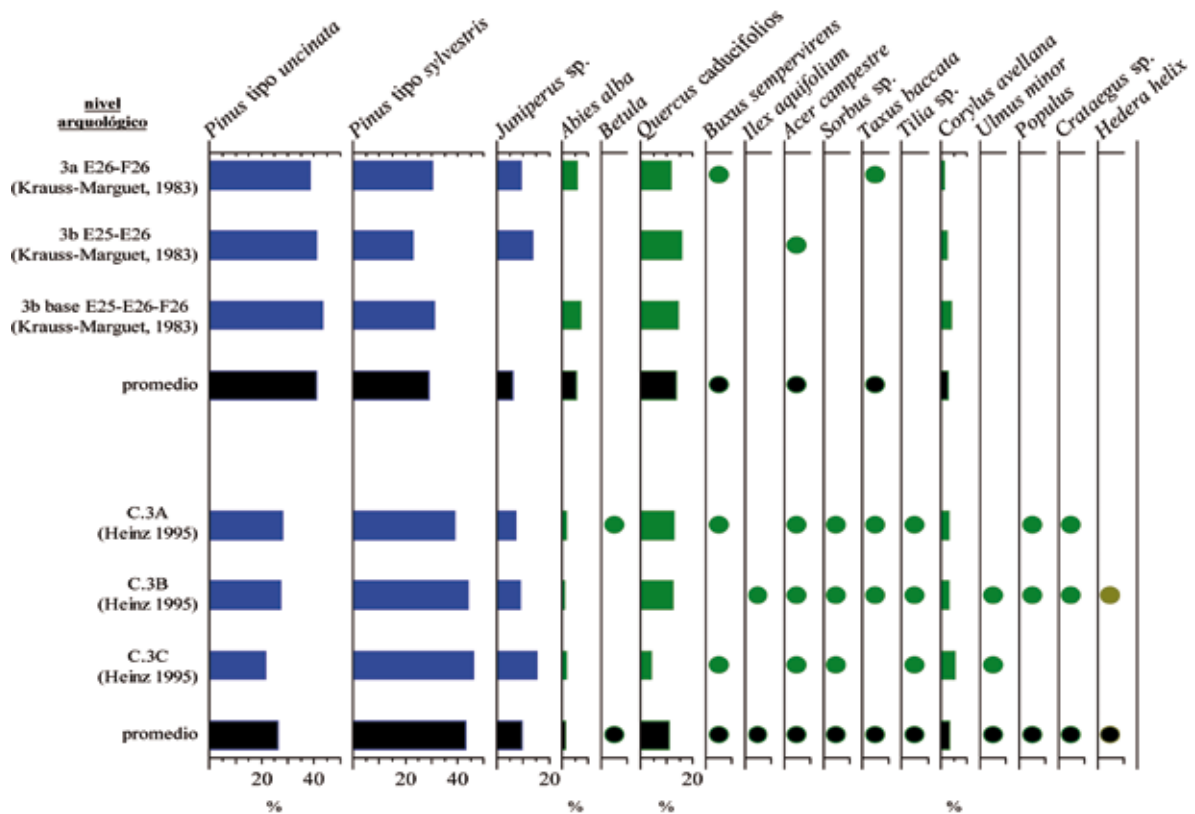 Pinus tipo uncinata
Pinus tipo sylvestris
Juniperus sp.
Abies alba
Betula
Quercus caducifolios
Buxus sempervirens
Ilex aquifolium
Acer campestre
Sorbus sp.
Taxus baccata
Tilia sp.
Corylus avellana
Ulmus minor
Populus
Crataegus sp.
Hedera helix
nivel
arqueológico
3a E26-F26
(Krauss-Marguet, 1983)
3b E25-E26
(Krauss-Marguet, 1983)
3b base E25-E26-F26
(Krauss-Marguet, 1983)
promedio
C.3A
(Heinz 1995)
C.3B
(Heinz 1995)
C.3C
(Heinz 1995)
promedio
20 40 20 40 20 20
% % % %